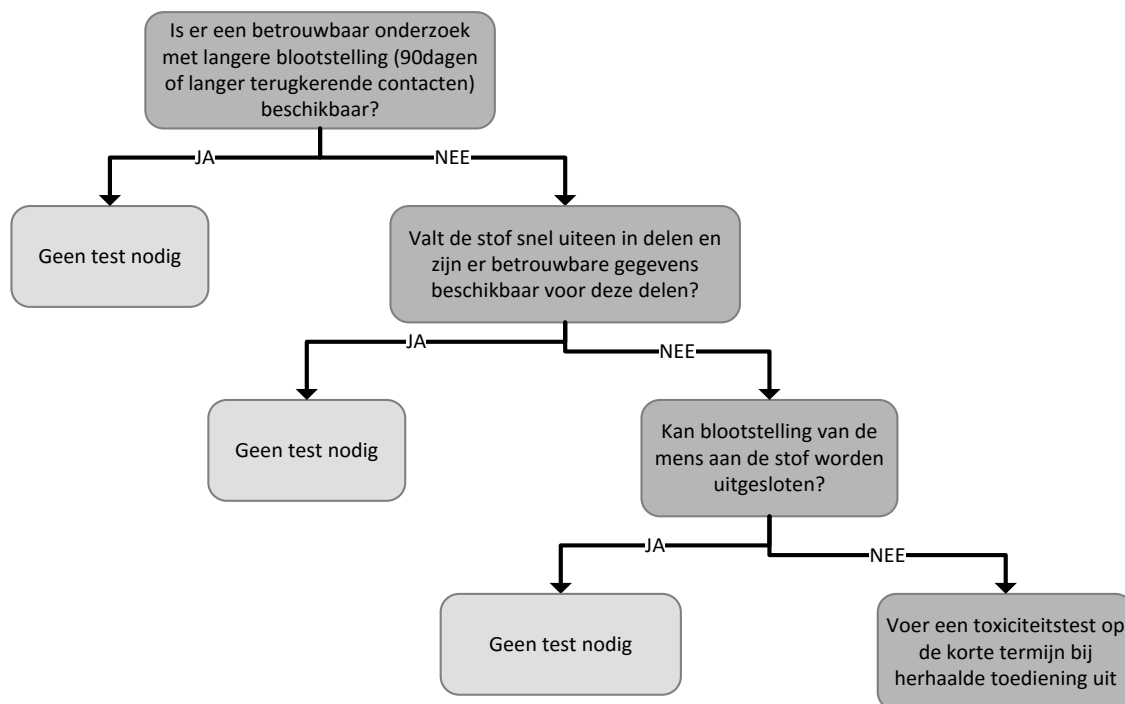 Is er een betrouwbaar onderzoek
met langere blootstelling (90dagen
of langer terugkerende contacten)
beschikbaar?
JA
NEE
Geen test nodig
Valt de stof snel uiteen in delen en
zijn er betrouwbare gegevens
beschikbaar voor deze delen?
JA
NEE
Geen test nodig
Kan blootstelling van de
mens aan de stof worden
uitgesloten?
JA
NEE
Geen test nodig
Voer een toxiciteitstest op
de korte termijn bij
herhaalde toediening uit